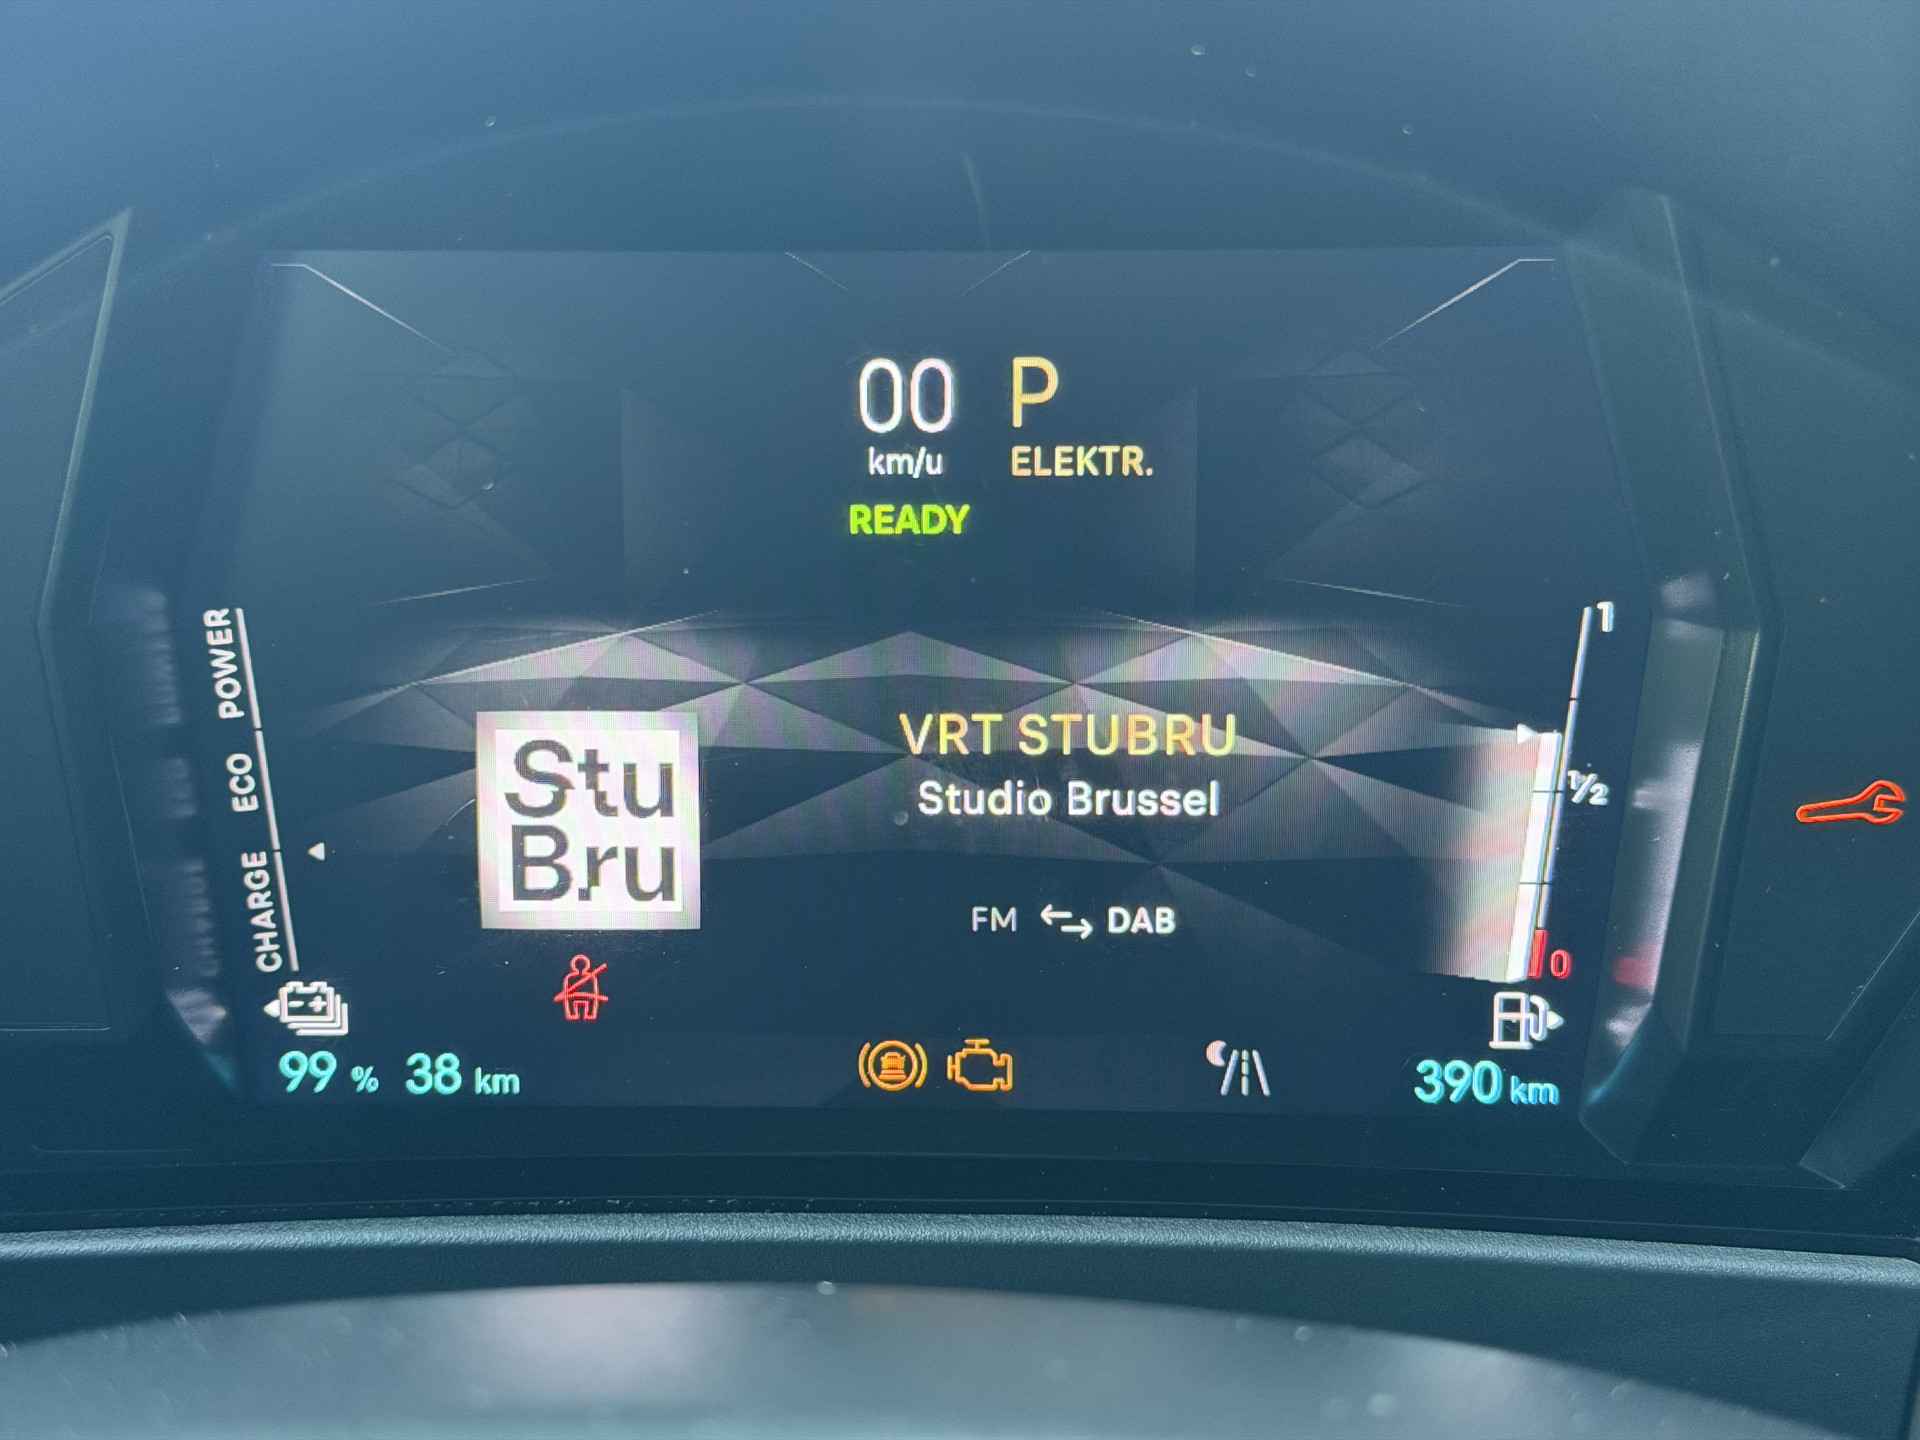 00 P
km/u ELEKTR.
READY
POWER
ECO
CHARGE
1
1/2
0
Stu
Bru
VRT STUBRU
Studio Brussel
FM DAB
99 % 38 km
390 km